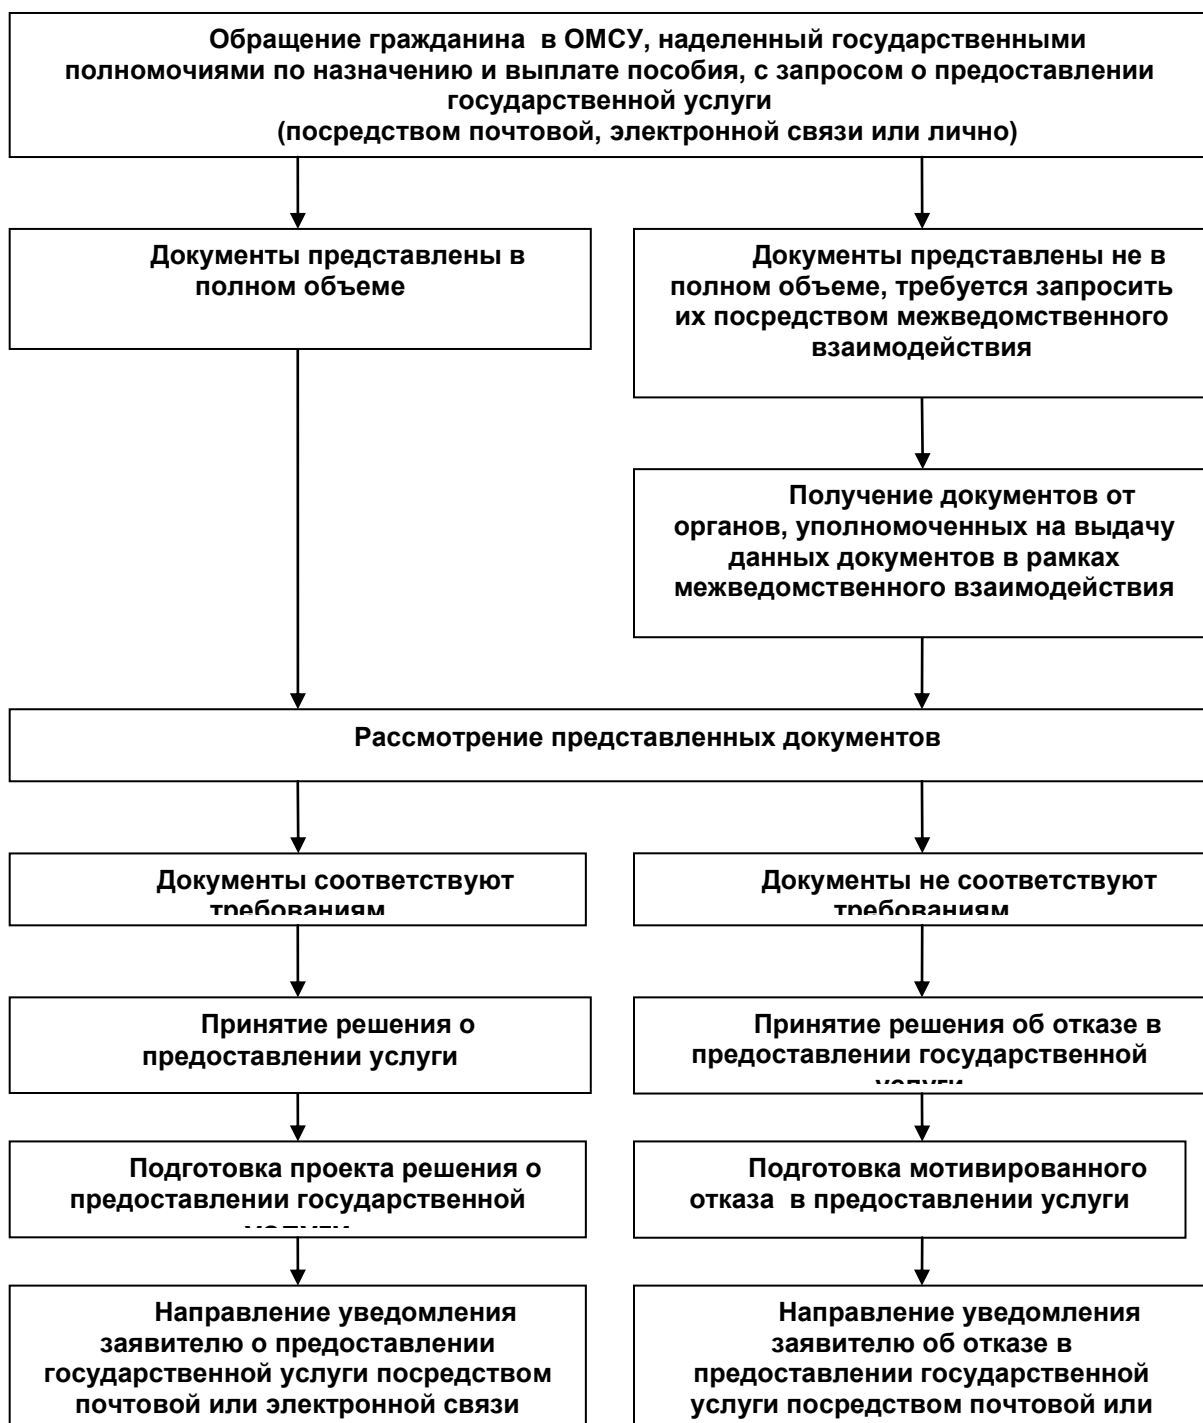 Обращение гражданина в ОМСУ, наделенный государственными
полномочиями по назначению и выплате пособия, с запросом о предоставлении
государственной услуги
(посредством почтовой, электронной связи или лично)
Документы представлены в
полном объеме
Документы представлены не в
полном объеме, требуется запросить
их посредством межведомственного
взаимодействия
Получение документов от
органов, уполномоченных на выдачу
данных документов в рамках
межведомственного взаимодействия
Рассмотрение представленных документов
Документы соответствуют
требованиям
Документы не соответствуют
требованиям
Принятие решения о
предоставлении услуги
Принятие решения об отказе в
предоставлении государственной
услуги
Подготовка проекта решения о
предоставлении государственной
услуги
Подготовка мотивированного
отказа в предоставлении услуги
Направление уведомления
заявителю о предоставлении
государственной услуги посредством
почтовой или электронной связи
Направление уведомления
заявителю об отказе в
предоставлении государственной
услуги посредством почтовой или